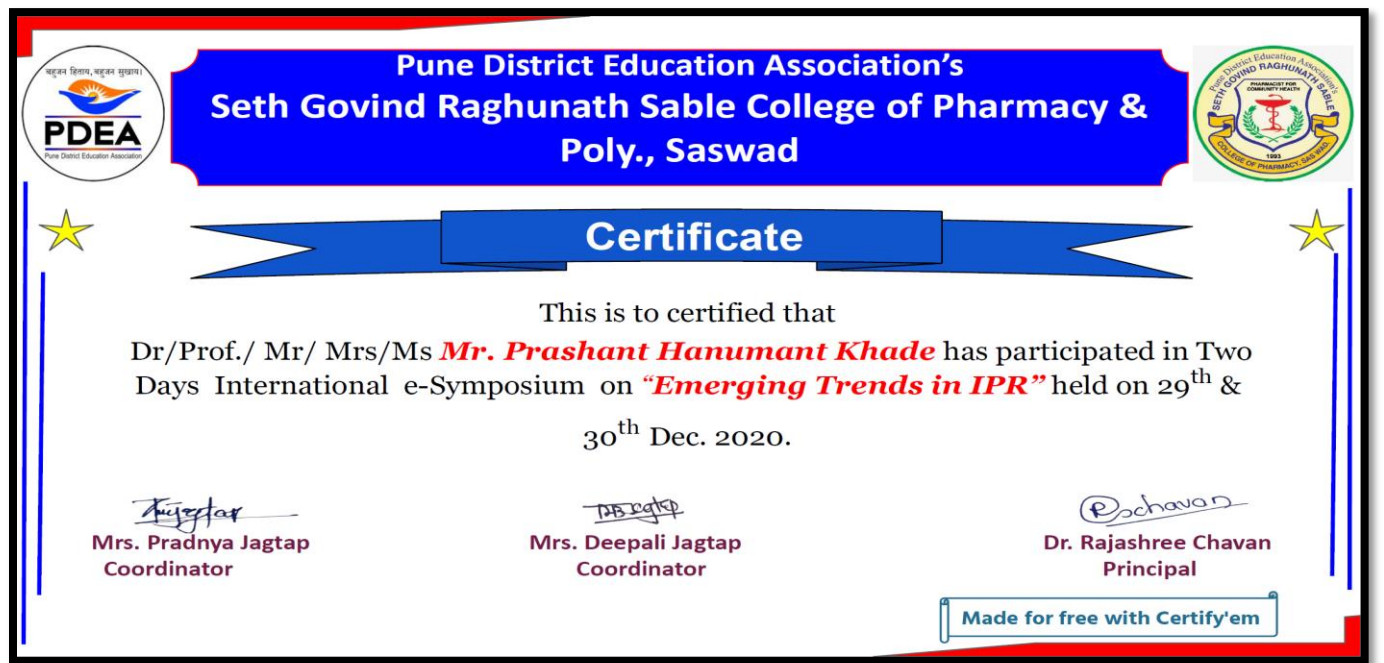 बहुजन हिताय, बहुजन सुखाय।
PDEA
Pune District Education Association
Pune District Education Association’s
Seth Govind Raghunath Sable College of Pharmacy &
Poly., Saswad
Pune District Education Association's
SETH GOVIND RAGHUNATH SABLE
PHARMACIST FOR
COMMUNITY HEALTH
1993
COLLEGE OF PHARMACY, SASWAD.
Certificate
This is to certified that
Dr/Prof./ Mr/ Mrs/Ms Mr. Prashant Hanumant Khade has participated in Two
Days International e-Symposium on “Emerging Trends in IPR” held on 29th &
30th Dec. 2020.
DBJagtap
Rschavan
Mrs. Pradnya Jagtap
Mrs. Deepali Jagtap
Dr. Rajashree Chavan
Coordinator
Coordinator
Principal
Made for free with Certify'em